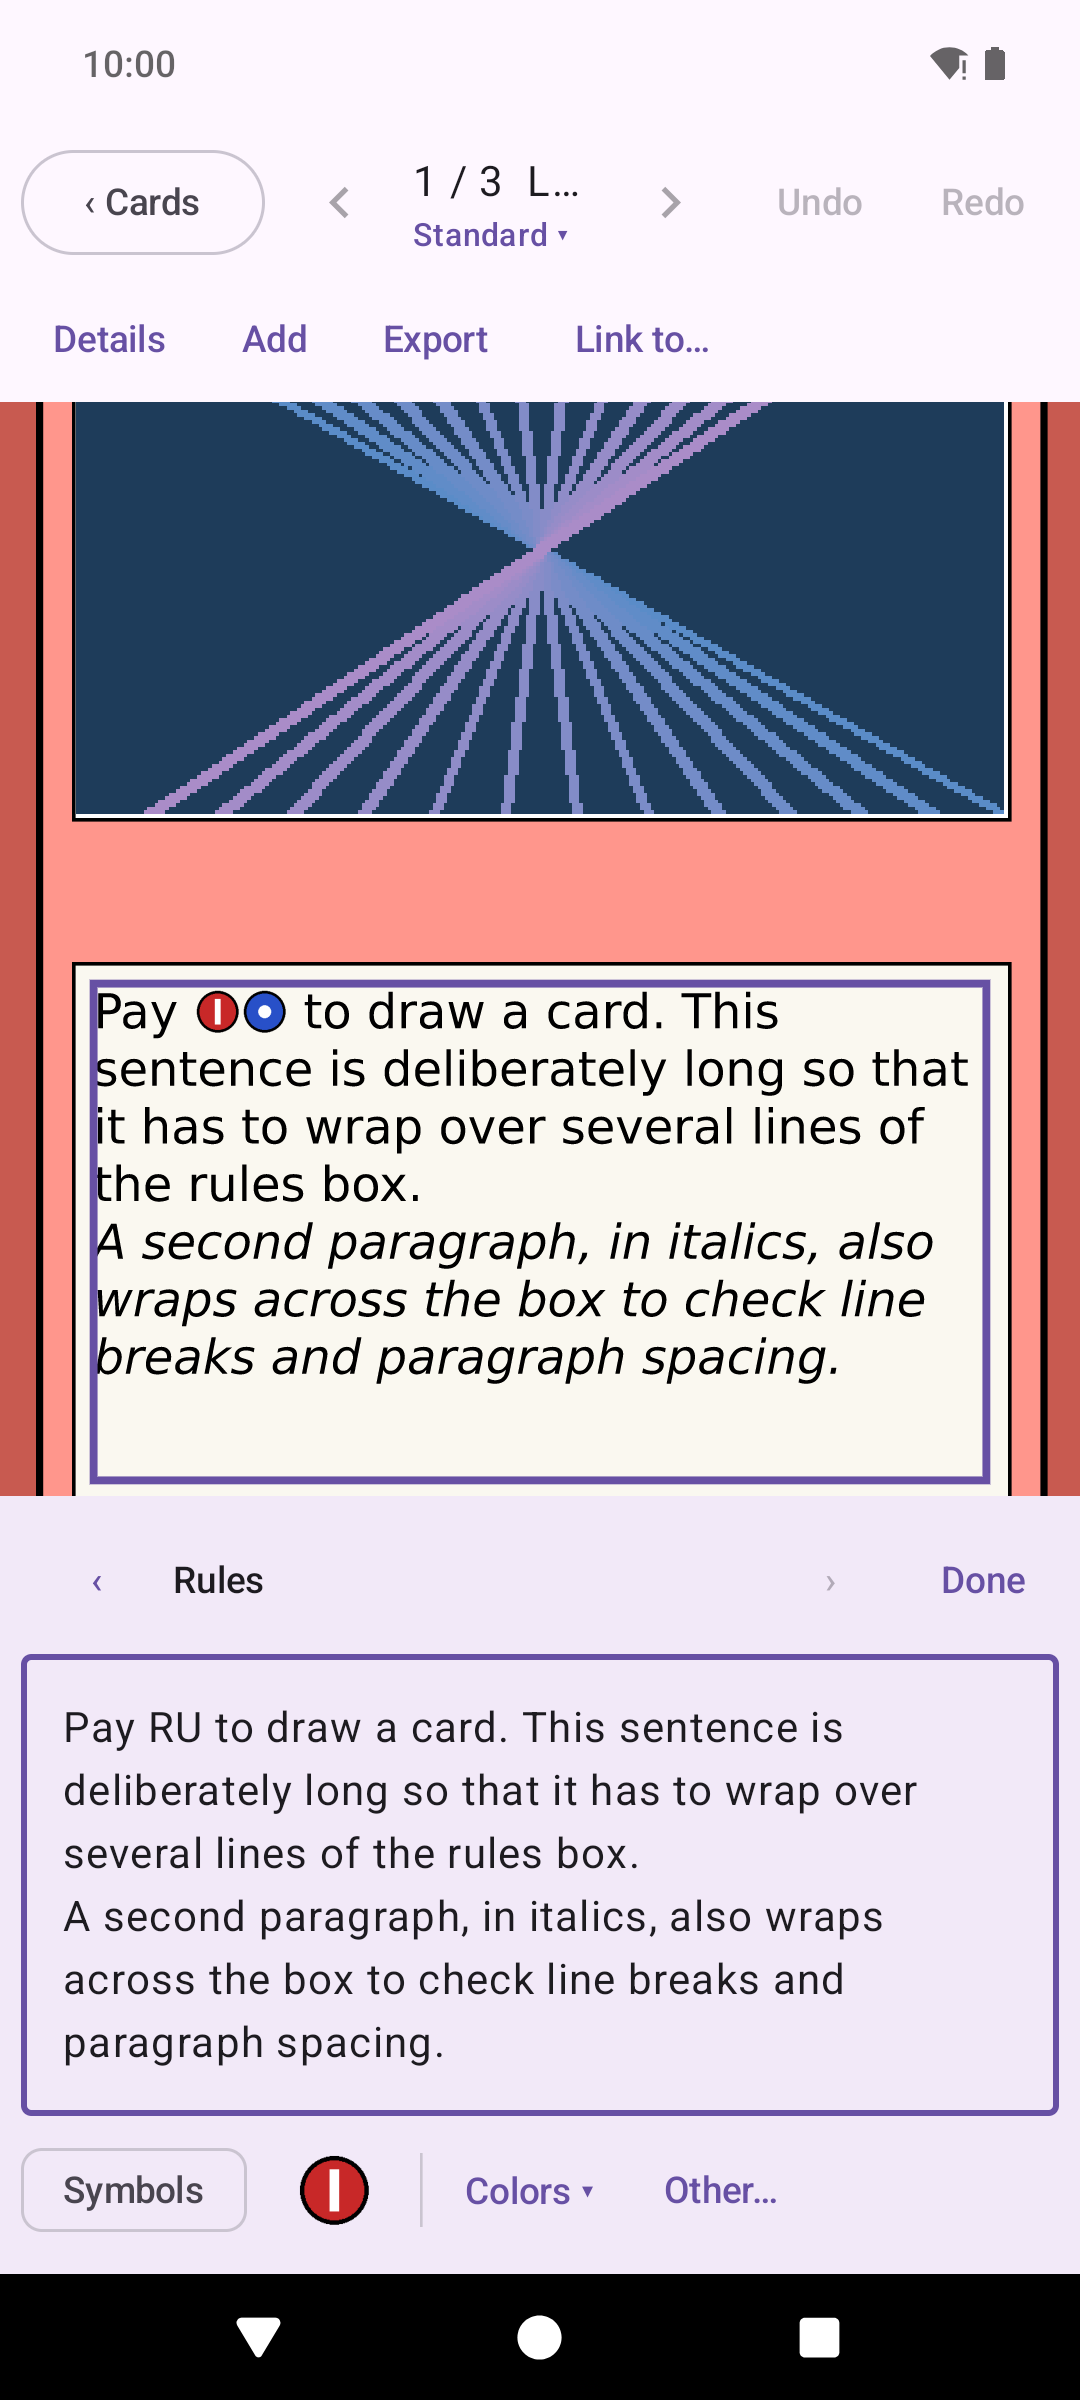 10:00
‹ Cards
1 / 3 L…
Standard ▾
Undo
Redo
Details
Add
Export
Link to…
Pay to draw a card. This
sentence is deliberately long so that
it has to wrap over several lines of
the rules box.
A second paragraph, in italics, also
wraps across the box to check line
breaks and paragraph spacing.
‹ Rules ›
Done
Pay RU to draw a card. This sentence is
deliberately long so that it has to wrap over
several lines of the rules box.
A second paragraph, in italics, also wraps
across the box to check line breaks and
paragraph spacing.
Symbols
Colors ▾
Other…